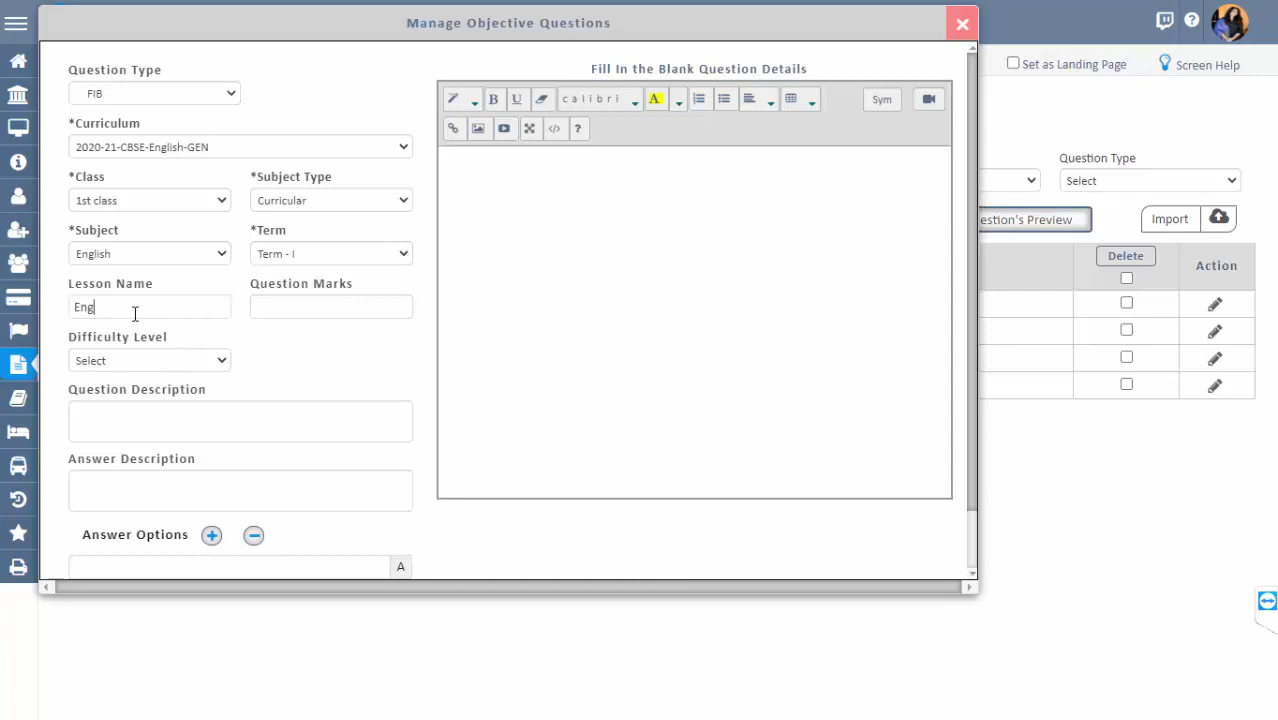 Manage Objective Questions
Set as Landing Page
Screen Help
Question Type
FIB
*Curriculum
2020-21-CBSE-English-GEN
*Class
*Subject Type
1st class
Curricular
*Subject
*Term
English
Term - I
Lesson Name
Question Marks
Eng
Difficulty Level
Select
Question Description
Answer Description
Answer Options
A
Fill In the Blank Question Details
B U calibri A Sym
</> ?
Question Type
Select
estion's Preview
Import
Delete
Action